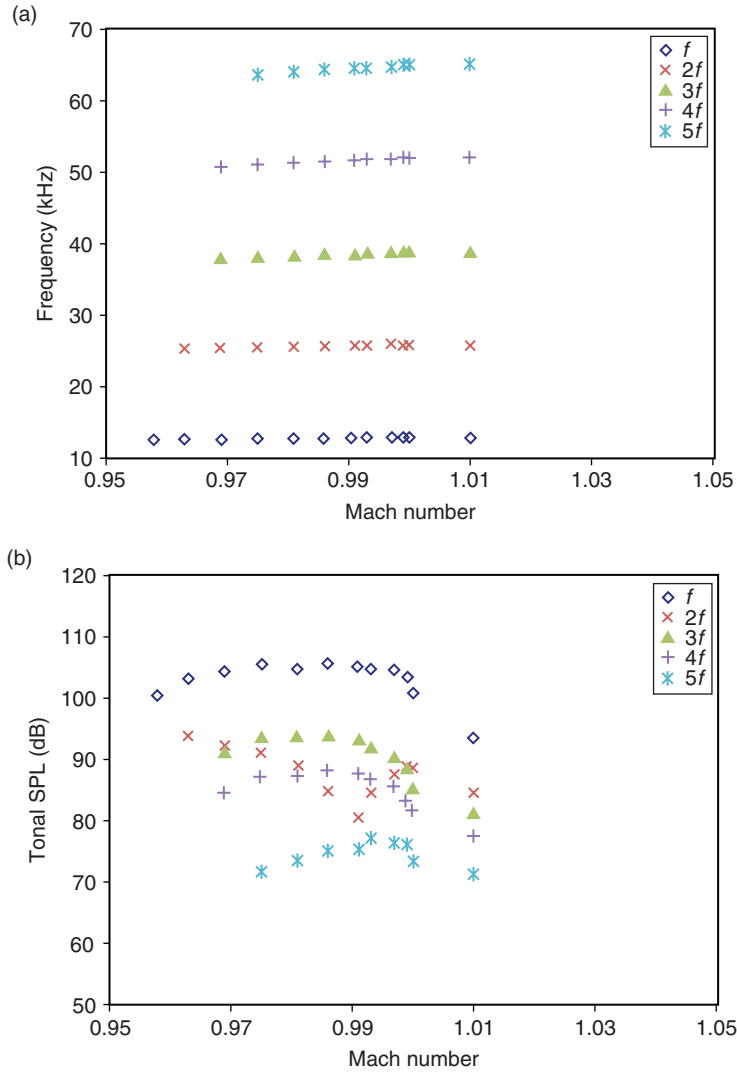 (a)
70
60
50
40
30
20
10
Frequency (kHz)
0.95
0.97
0.99
1.01
1.03
1.05
Mach number
f
2f
3f
4f
5f
(b)
120
110
100
90
80
70
60
50
Tonal SPL (dB)
0.95
0.97
0.99
1.01
1.03
1.05
Mach number
f
2f
3f
4f
5f